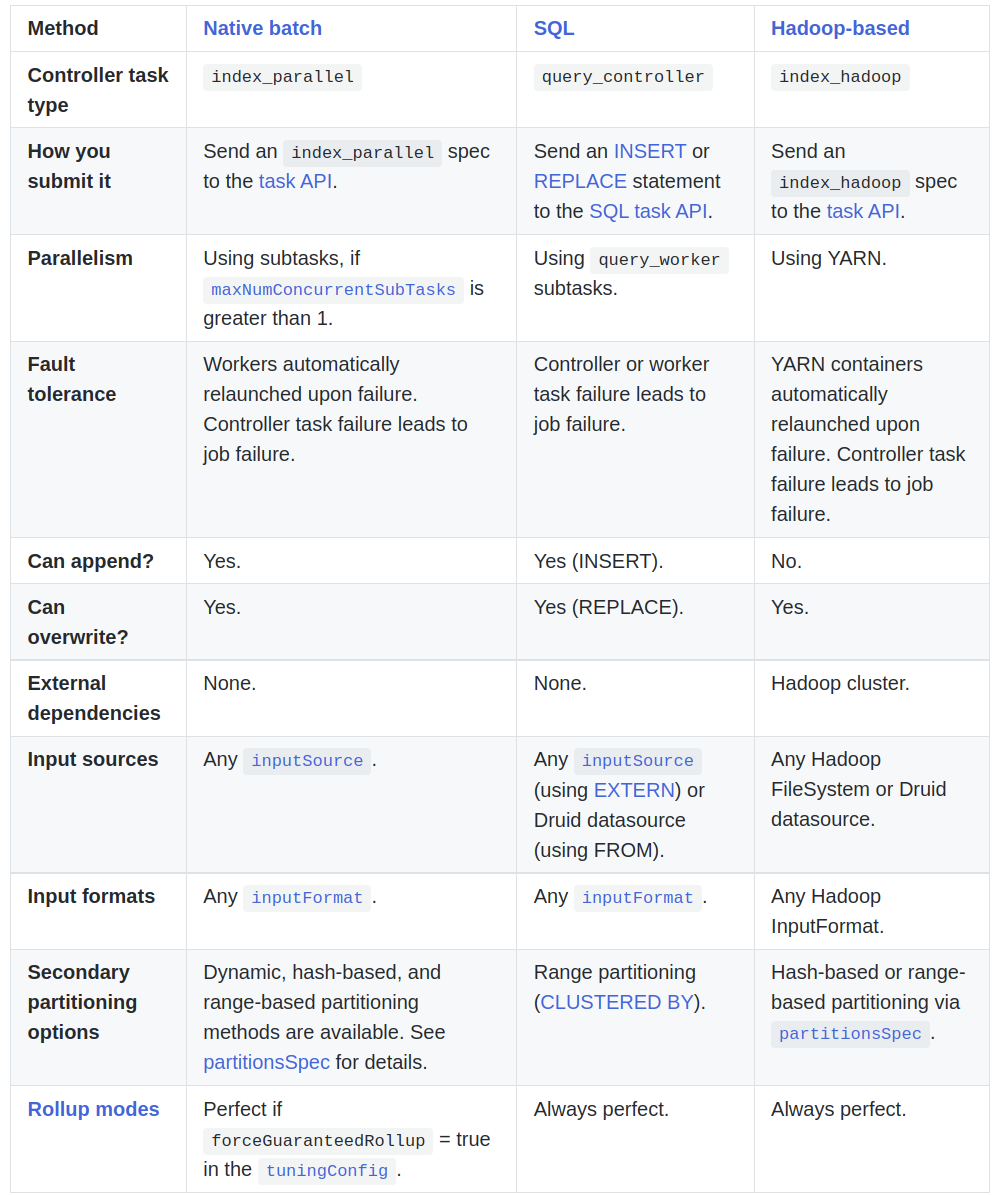 Method
Native batch
SQL
Hadoop-based
Controller task
type
index_parallel
query_controller
index_hadoop
How you
submit it
Send an index_parallel spec
to the task API.
Send an INSERT or
REPLACE statement
to the SQL task API.
Send an
index_hadoop spec
to the task API.
Parallelism
Using subtasks, if
maxNumConcurrentSubTasks is
greater than 1.
Using query_worker
subtasks.
Using YARN.
Fault
tolerance
Workers automatically
relaunched upon failure.
Controller task failure leads to
job failure.
Controller or worker
task failure leads to
job failure.
YARN containers
automatically
relaunched upon
failure. Controller task
failure leads to job
failure.
Can append?
Yes.
Yes (INSERT).
No.
Can
overwrite?
Yes.
Yes (REPLACE).
Yes.
External
dependencies
None.
None.
Hadoop cluster.
Input sources
Any inputSource.
Any inputSource
(using EXTERN) or
Druid datasource
(using FROM).
Any Hadoop
FileSystem or Druid
datasource.
Input formats
Any inputFormat.
Any inputFormat.
Any Hadoop
InputFormat.
Secondary
partitioning
options
Dynamic, hash-based, and
range-based partitioning
methods are available. See
partitionsSpec for details.
Range partitioning
(CLUSTERED BY).
Hash-based or range-
based partitioning via
partitionsSpec.
Rollup modes
Perfect if
forceGuaranteedRollup = true
in the tuningConfig.
Always perfect.
Always perfect.